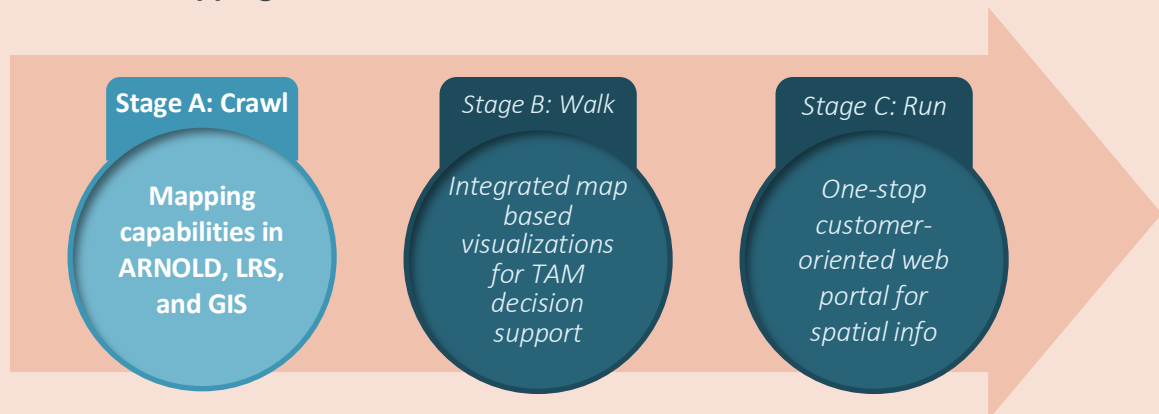 Stage A: Crawl
Mapping
capabilities in
ARNOLD, LRS,
and GIS
Stage B: Walk
Integrated map
based
visualizations
for TAM
decision
support
Stage C: Run
One-stop
customer-
oriented web
portal for
spatial info